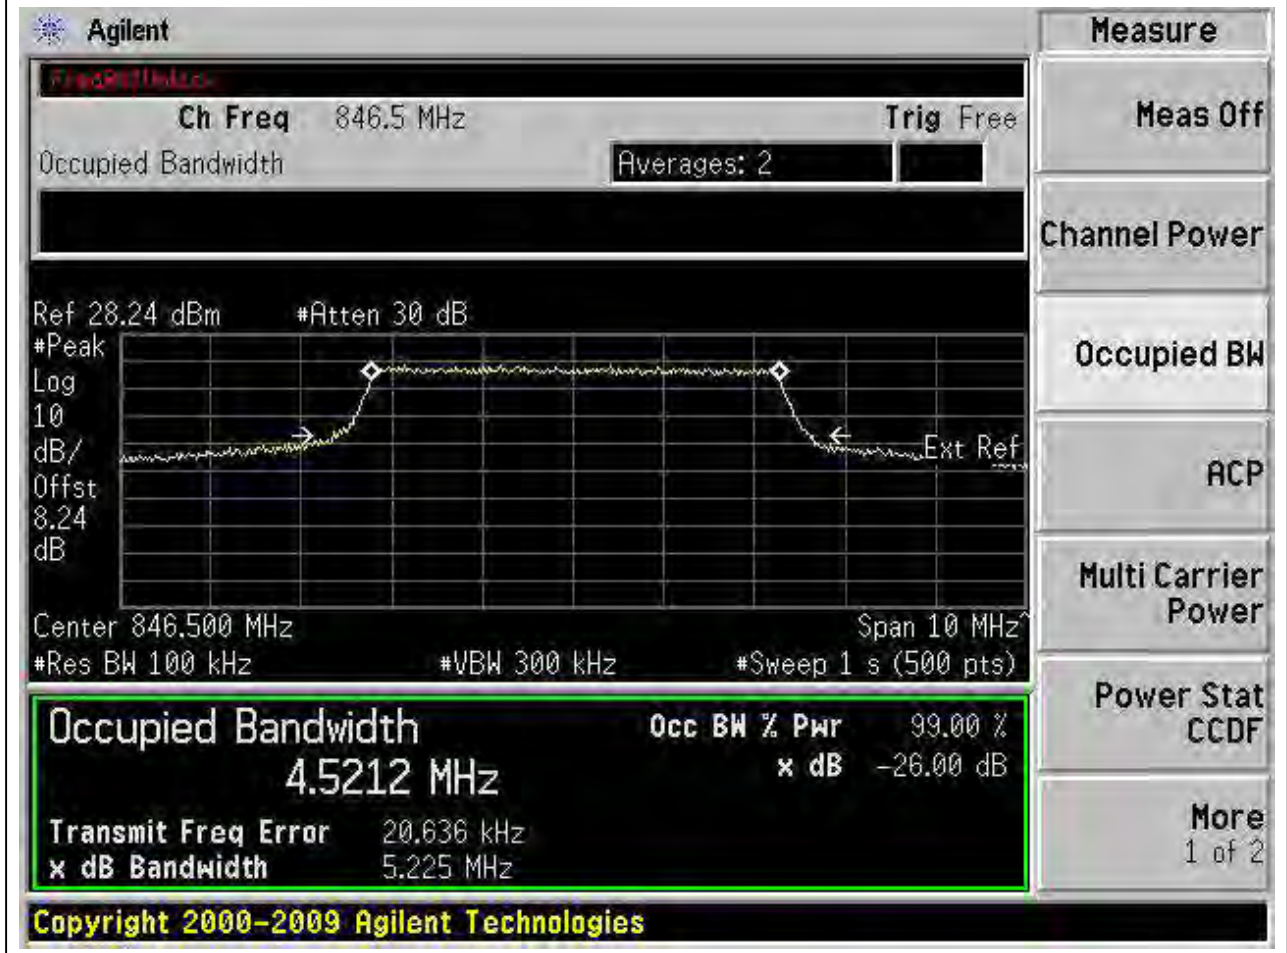 Agilent
Measure
Ch Freq 846.5 MHz Trig Free
Occupied Bandwidth Averages: 2
Meas Off
Channel Power
Occupied BW
ACP
Multi Carrier
Power
Power Stat
CCDF
More
1 of 2
Ref 28.24 dBm #Atten 30 dB
#Peak
Log
10
dB/
Offst
8.24
dB
Ext Ref
Center 846.500 MHz Span 10 MHz^
#Res BW 100 kHz #VBW 300 kHz #Sweep 1 s (500 pts)
Occupied Bandwidth Occ BW % Pwr 99.00 %
4.5212 MHz x dB -26.00 dB
Transmit Freq Error 20.636 kHz
x dB Bandwidth 5.225 MHz
Copyright 2000-2009 Agilent Technologies